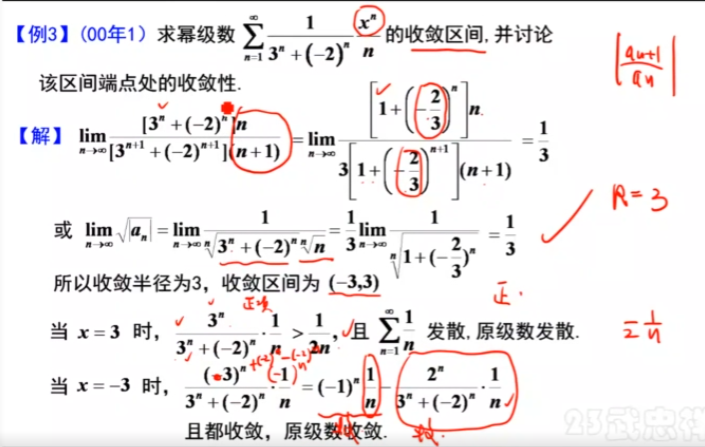 【例3】(00年1) 求幂级数 $\sum_{n=1}^{\infty} \frac{1}{3^n+(-2)^n} \frac{x^n}{n}$ 的收敛区间,并讨论 $\left|\frac{a_{n+1}}{a_n}\right|$
该区间端点处的收敛性.
【解】 $\lim_{n\to\infty} \frac{[3^n+(-2)^n]n}{[3^{n+1}+(-2)^{n+1}](n+1)} = \lim_{n\to\infty} \frac{\left[1+\left(-\frac{2}{3}\right)^n\right]n}{3\left[1+\left(-\frac{2}{3}\right)^{n+1}\right](n+1)} = \frac{1}{3}$
R=3
或 $\lim_{n\to\infty} \sqrt[n]{|a_n|} = \lim_{n\to\infty} \frac{1}{\sqrt[n]{3^n+(-2)^n}\sqrt[n]{n}} = \frac{1}{3}\lim_{n\to\infty} \frac{1}{\sqrt[n]{1+(-\frac{2}{3})^n}} = \frac{1}{3}$
所以收敛半径为3，收敛区间为 (-3,3)
正项
正.
当 x=3 时, $\frac{3^n}{3^n+(-2)^n} \cdot \frac{1}{n} > \frac{1}{2n}$, 且 $\sum_{n=1}^{\infty} \frac{1}{n}$ 发散,原级数发散. $\sum \frac{1}{n}$
+(-2)^n-(-2)^n
当 x=-3 时, $\frac{(-3)^n}{3^n+(-2)^n} \cdot \frac{(-1)^n}{n} = (-1)^n \frac{1}{n} - \frac{2^n}{3^n+(-2)^n} \cdot \frac{1}{n}$
且都收敛，原级数收敛.
23武忠祥